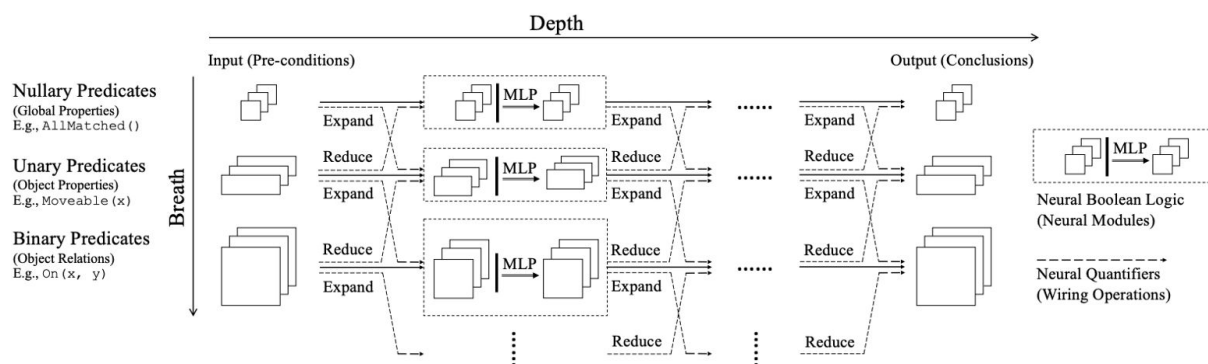 Depth
Input (Pre-conditions)
Output (Conclusions)
Breath
Nullary Predicates
(Global Properties)
E.g., AllMatched()
Unary Predicates
(Object Properties)
E.g., Moveable(x)
Binary Predicates
(Object Relations)
E.g., On(x, y)
Expand
Reduce
Expand
Reduce
Expand
MLP
MLP
MLP
Expand
Reduce
Expand
Reduce
Expand
Reduce
Expand
Reduce
Expand
Reduce
Reduce
MLP
Neural Boolean Logic
(Neural Modules)
Neural Quantifiers
(Wiring Operations)